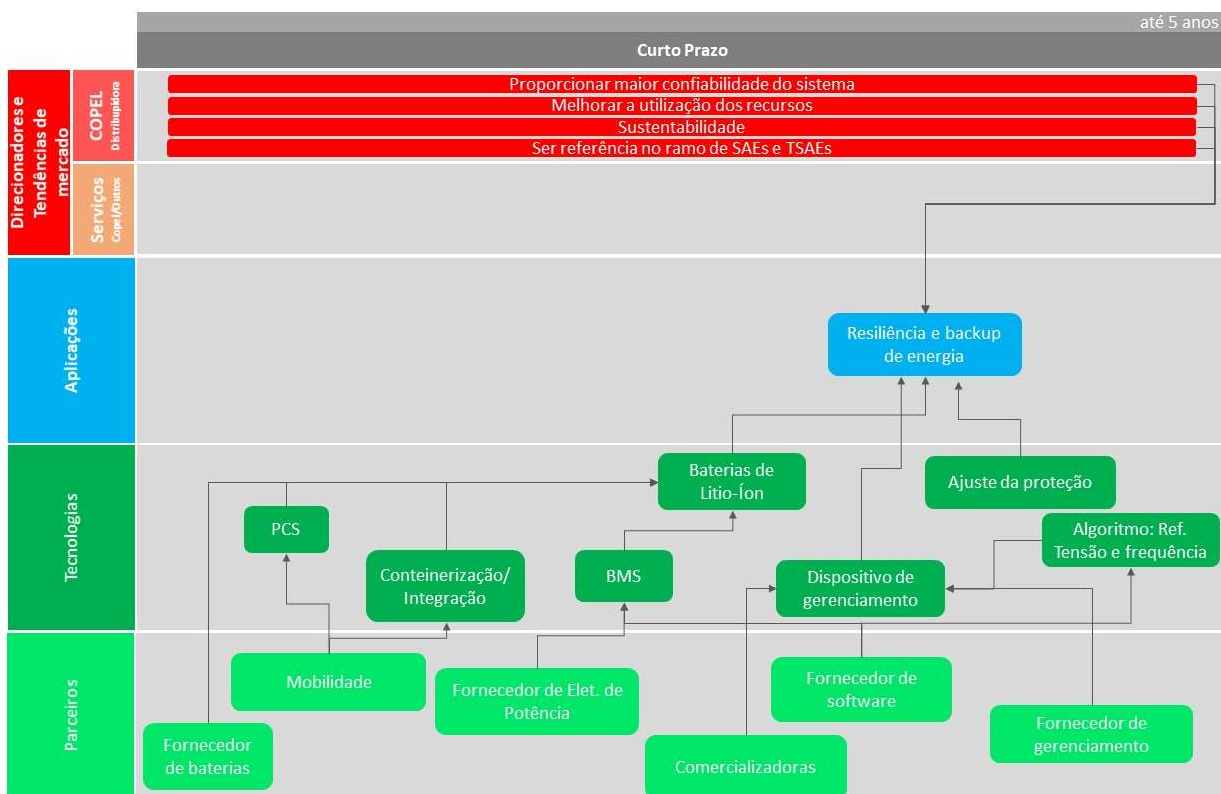 até 5 anos
Curto Prazo
Direcionadores e
Tendências de
mercado
COPEL
Distribupidora
Proporcionar maior confiabilidade do sistema
Melhorar a utilização dos recursos
Sustentabilidade
Ser referência no ramo de SAEs e TSAEs
Serviços
Copel/Outros
Aplicações
Resiliência e backup
de energia
Tecnologias
Baterias de
Litio-Íon
Ajuste da proteção
PCS
Algoritmo: Ref.
Tensão e frequência
Conteinerização/
Integração
BMS
Dispositivo de
gerenciamento
Parceiros
Mobilidade
Fornecedor de Elet. de
Potência
Fornecedor de
software
Fornecedor de
gerenciamento
Fornecedor
de baterias
Comercializadoras